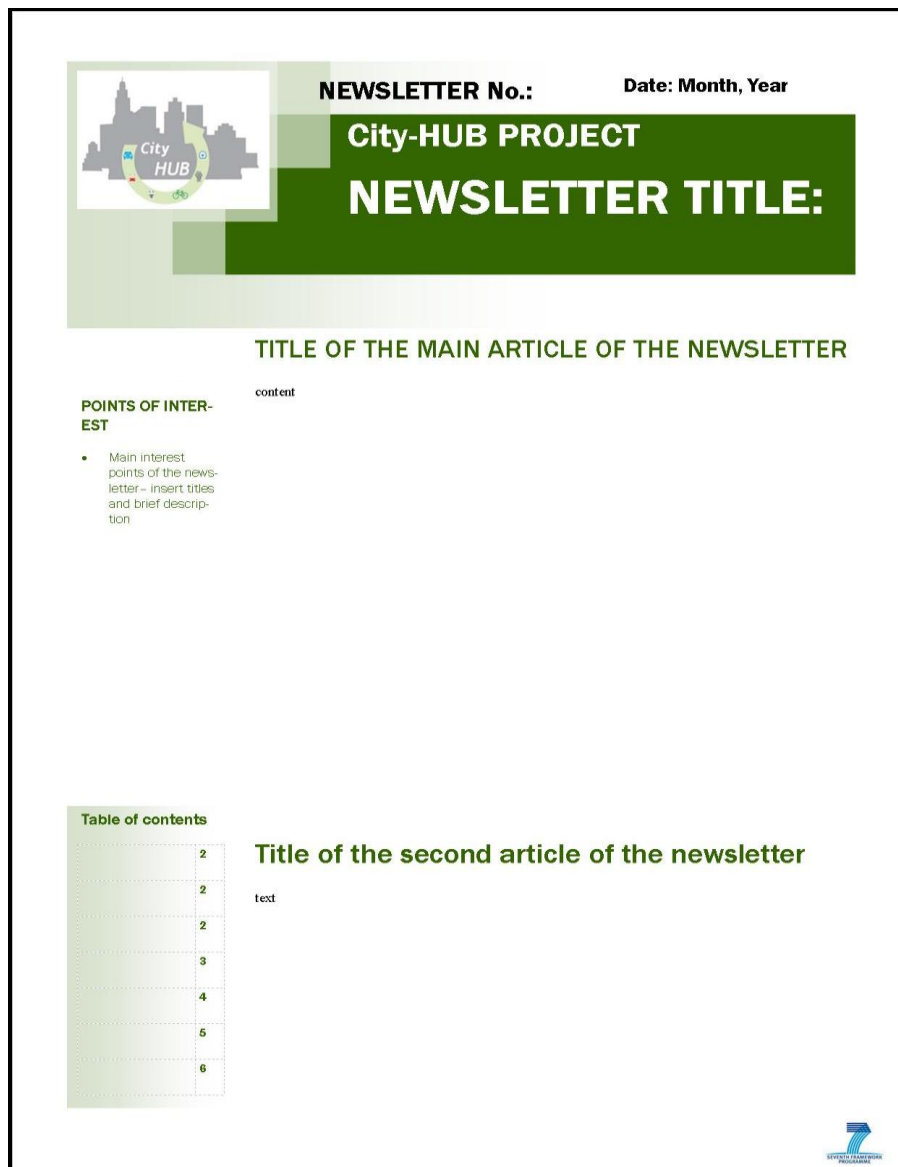 NEWSLETTER No.:
Date: Month, Year
City-HUB PROJECT
NEWSLETTER TITLE:
City
HUB
TITLE OF THE MAIN ARTICLE OF THE NEWSLETTER
content
POINTS OF INTER-
EST
• Main interest
points of the news-
letter– insert titles
and brief descrip-
tion
Table of contents
2
2
2
3
4
5
6
Title of the second article of the newsletter
text
SEVENTH FRAMEWORK
PROGRAMME